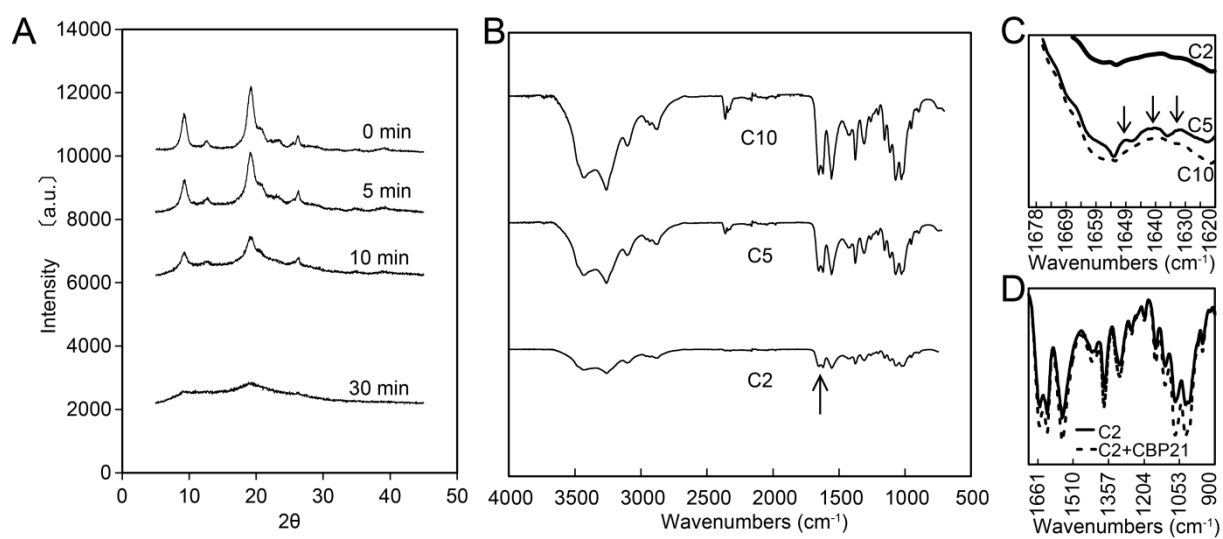 A
14000
12000
10000
8000
6000
4000
2000
0
Intensity (a.u.)
0 min
5 min
10 min
30 min
0
10
20
30
40
50
2θ
B
C10
C5
C2
4000
3500
3000
2500
2000
1500
1000
500
Wavenumbers (cm⁻¹)
C
C2
C5
C10
1678
1669
1659
1649
1640
1630
1620
Wavenumbers (cm⁻¹)
D
C2
C2+CBP21
1661
1510
1357
1204
1053
900
Wavenumbers (cm⁻¹)